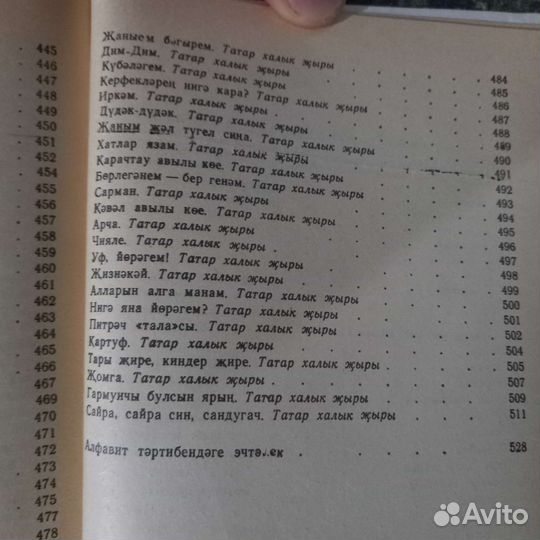 445
446
447
448
449
450
451
452
454
455
456
457
458
459
460
461
462
463
464
465
466
467
469
470
471
472
473
474
475
477
478
Җаныем бәгырем. Татар халык җыры . . . . 484
Дим-Дим. Татар халык җыры . . . . 485
Күбәләгем. Татар халык җыры . . . . 486
Керфекләрең нигә кара? Татар халык җыры . . . . 487
Иркәм. Татар халык җыры . . . . 488
Дүдәк-дүдәк. Татар халык җыры . . . . 489
Җаным җәл түгел сиңа. Татар халык җыры . . . . 490
Хатлар язам. Татар халык җыры . . . . 491
Карачтау авылы көе. Татар халык җыры . . . . 492
Бөрлегәнем — бер генәм. Татар халык җыры . . . . 493
Сарман. Татар халык җыры . . . . 494
Кәвәл авылы көе. Татар халык җыры . . . . 495
Арча. Татар халык җыры . . . . 496
Чияле. Татар халык җыры . . . . 497
Уф, йөрәгем! Татар халык җыры . . . . 498
Җизнәкәй. Татар халык җыры . . . . 499
Алларын алга манам. Татар халык җыры . . . . 500
Нигә яна йөрәгем? Татар халык җыры . . . . 501
Питрәч «тала»сы. Татар халык җыры . . . . 502
Картуф. Татар халык җыры . . . . 504
Тары җире, киндер җире. Татар халык җыры . . . . 505
Җомга. Татар халык җыры . . . . 507
Гармунчы булсын ярың. Татар халык җыры . . . . 509
Сайра, сайра син, сандугач. Татар халык җыры . . . . 511
Алфавит тәртибендәге эчтәлек . . . . 528
Avito